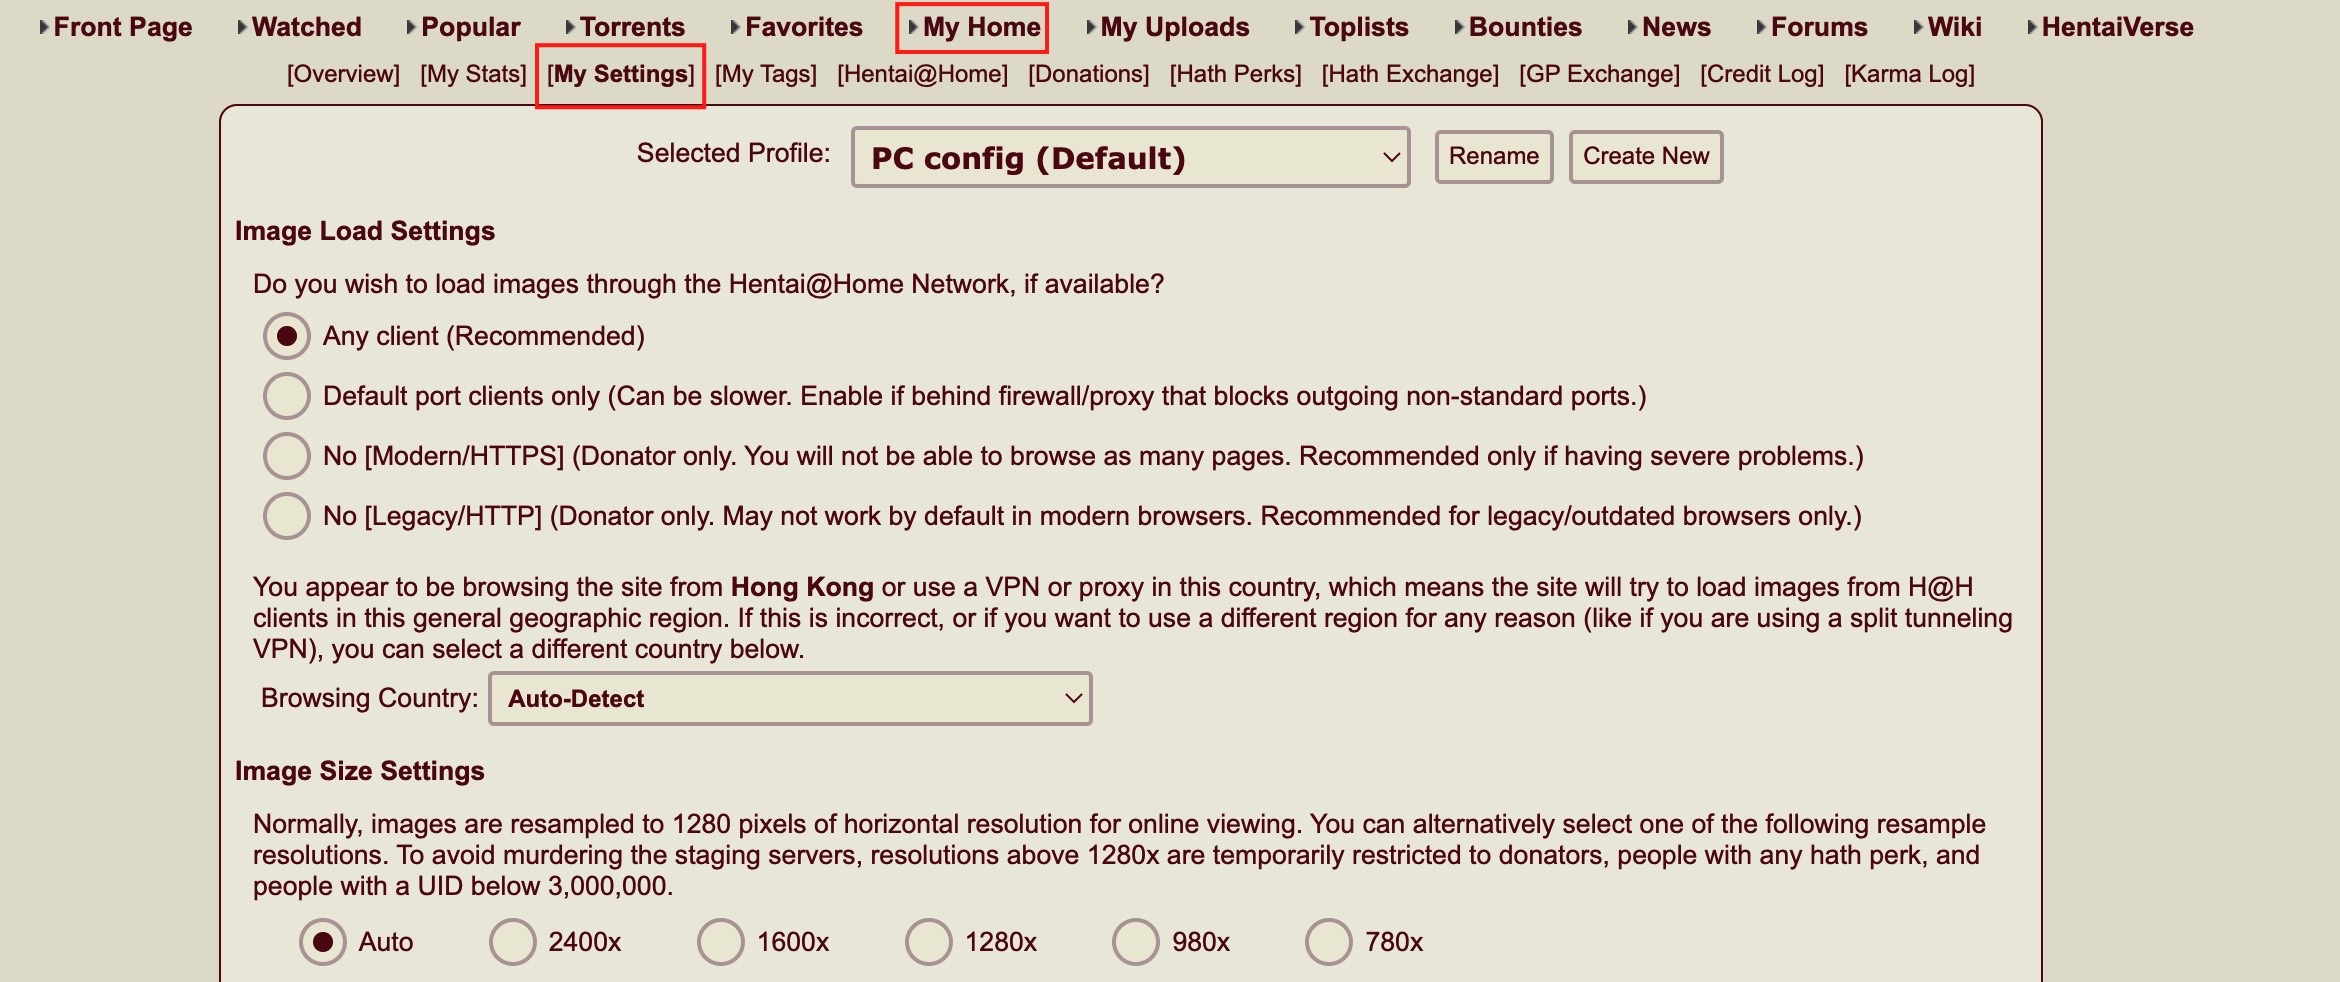 Front Page Watched Popular Torrents Favorites My Home My Uploads Toplists Bounties News Forums Wiki HentaiVerse
[Overview] [My Stats] [My Settings] [My Tags] [Hentai@Home] [Donations] [Hath Perks] [Hath Exchange] [GP Exchange] [Credit Log] [Karma Log]
Selected Profile: PC config (Default) Rename Create New
Image Load Settings
Do you wish to load images through the Hentai@Home Network, if available?
Any client (Recommended)
Default port clients only (Can be slower. Enable if behind firewall/proxy that blocks outgoing non-standard ports.)
No [Modern/HTTPS] (Donator only. You will not be able to browse as many pages. Recommended only if having severe problems.)
No [Legacy/HTTP] (Donator only. May not work by default in modern browsers. Recommended for legacy/outdated browsers only.)
You appear to be browsing the site from Hong Kong or use a VPN or proxy in this country, which means the site will try to load images from H@H
clients in this general geographic region. If this is incorrect, or if you want to use a different region for any reason (like if you are using a split tunneling
VPN), you can select a different country below.
Browsing Country: Auto-Detect
Image Size Settings
Normally, images are resampled to 1280 pixels of horizontal resolution for online viewing. You can alternatively select one of the following resample
resolutions. To avoid murdering the staging servers, resolutions above 1280x are temporarily restricted to donators, people with any hath perk, and
people with a UID below 3,000,000.
Auto 2400x 1600x 1280x 980x 780x